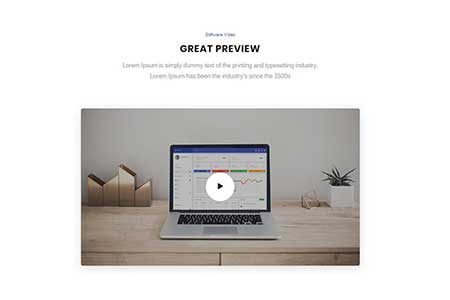 Software Video
GREAT PREVIEW
Lorem Ipsum is simply dummy text of the printing and typesetting industry.
Lorem Ipsum has been the industry's since the 1500s